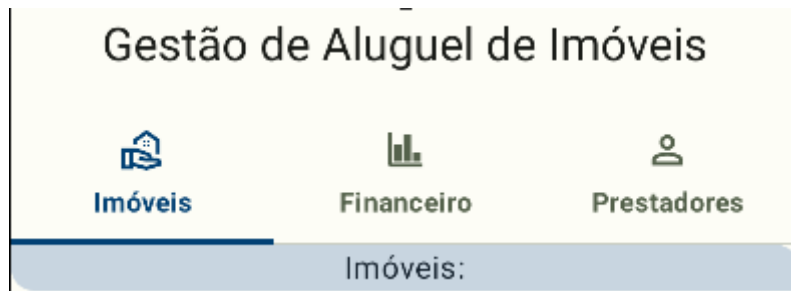 Gestão de Aluguel de Imóveis
Imóveis Financeiro Prestadores
Imóveis: